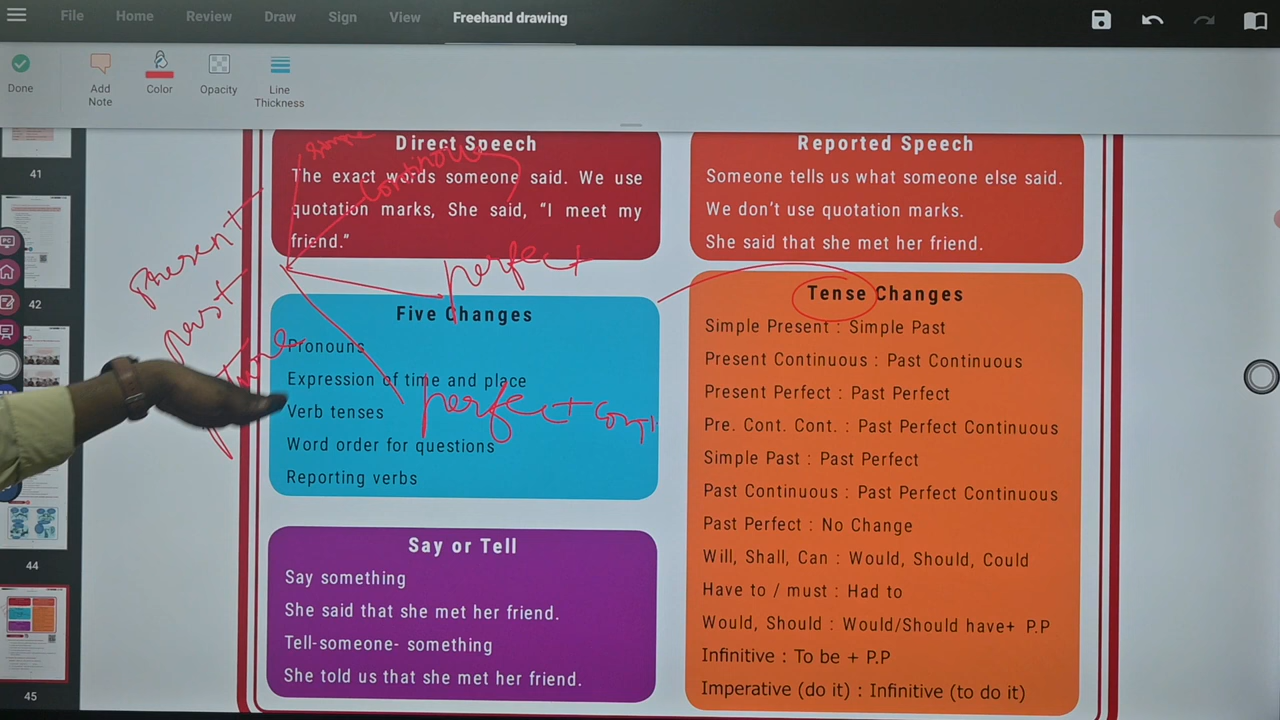 File Home Review Draw Sign View Freehand drawing
Done
Add
Note
Color
Opacity
Line
Thickness
41
42
44
45
Direct Speech
The exact words someone said. We use
quotation marks, She said, “I meet my
friend.”
Reported Speech
Someone tells us what someone else said.
We don’t use quotation marks.
She said that she met her friend.
Simple
Continuous
perfect
perfect cont
Present
past
Five Changes
Pronouns
Expression of time and place
Verb tenses
Word order for questions
Reporting verbs
Say or Tell
Say something
She said that she met her friend.
Tell-someone- something
She told us that she met her friend.
Tense Changes
Simple Present : Simple Past
Present Continuous : Past Continuous
Present Perfect : Past Perfect
Pre. Cont. Cont. : Past Perfect Continuous
Simple Past : Past Perfect
Past Continuous : Past Perfect Continuous
Past Perfect : No Change
Will, Shall, Can : Would, Should, Could
Have to / must : Had to
Would, Should : Would/Should have+ P.P
Infinitive : To be + P.P
Imperative (do it) : Infinitive (to do it)